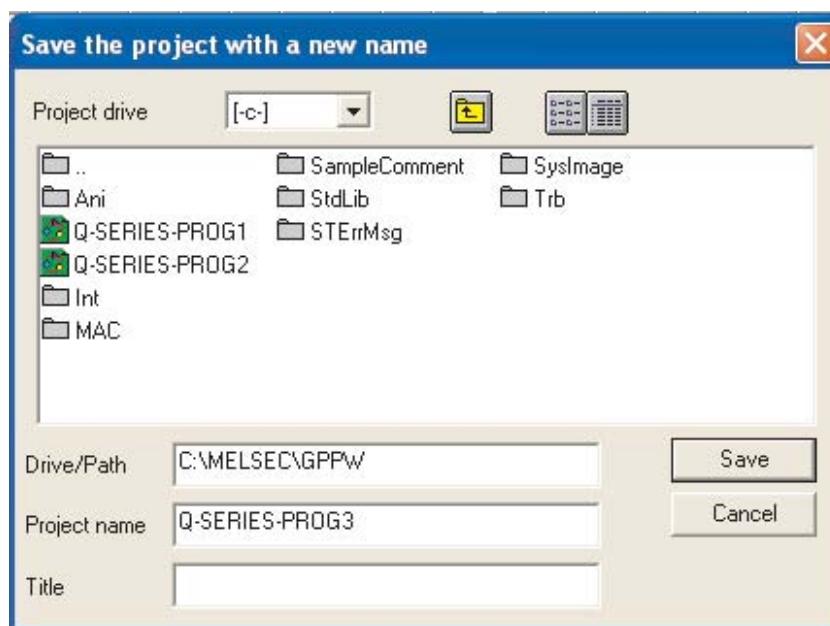 Save the project with a new name
Project drive [-c-]
.. SampleComment SysImage
Ani StdLib Trb
Q-SERIES-PROG1 STErrMsg
Q-SERIES-PROG2
Int
MAC
Drive/Path C:\MELSEC\GPPW Save
Project name Q-SERIES-PROG3 Cancel
Title